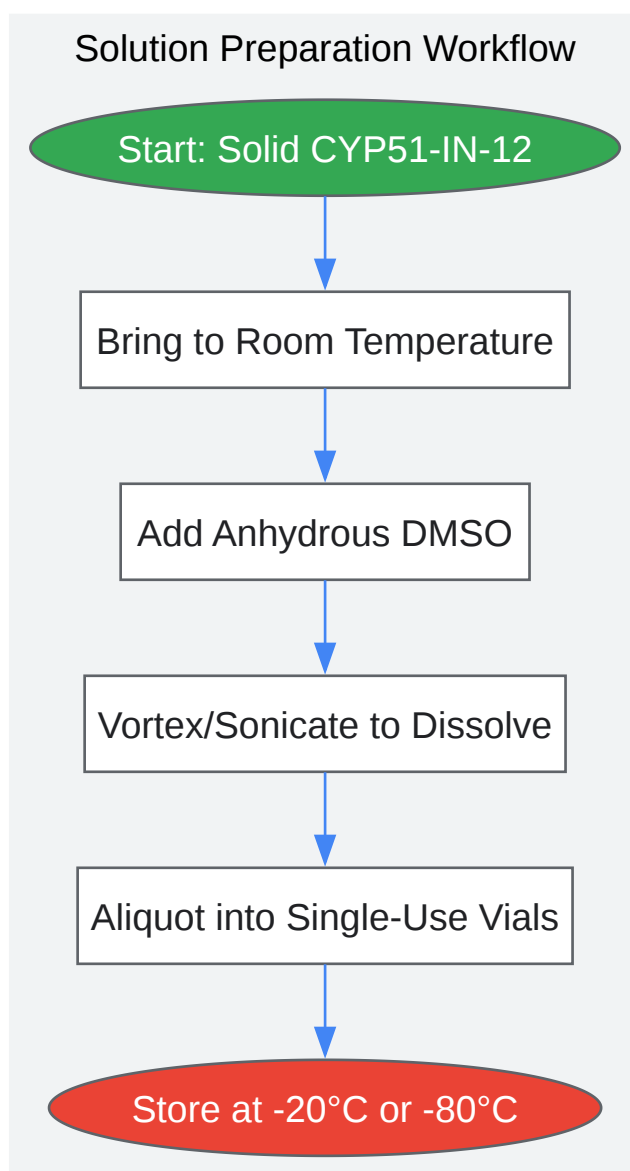 Solution Preparation Workflow
Start: Solid CYP51-IN-12
Bring to Room Temperature
Add Anhydrous DMSO
Vortex/Sonicate to Dissolve
Aliquot into Single-Use Vials
Store at -20°C or -80°C